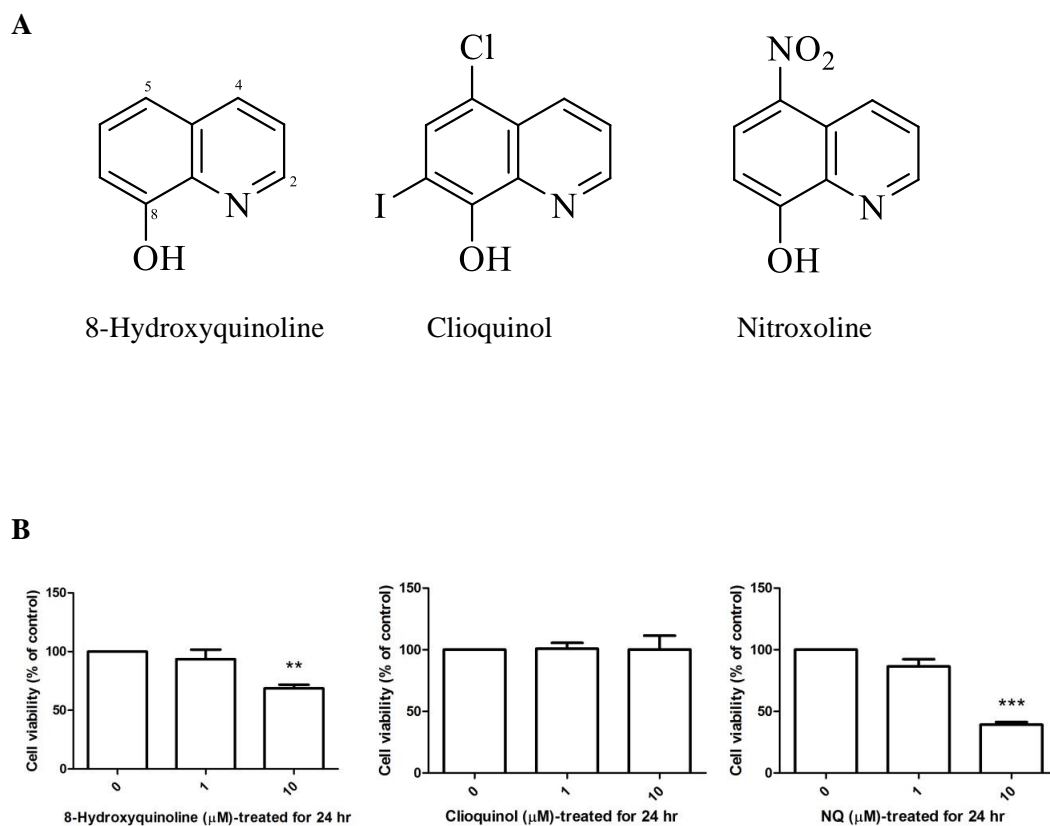 A
5
4
2
8
N
OH
Cl
I
N
OH
NO2
N
OH
8-Hydroxyquinoline
Clioquinol
Nitroxoline
B
Cell viability (% of control)
150
100
50
0
**
0
1
10
8-Hydroxyquinoline (μM)-treated for 24 hr
Cell viability (% of control)
150
100
50
0
0
1
10
Clioquinol (μM)-treated for 24 hr
Cell viability (% of control)
150
100
50
0
***
0
1
10
NQ (μM)-treated for 24 hr